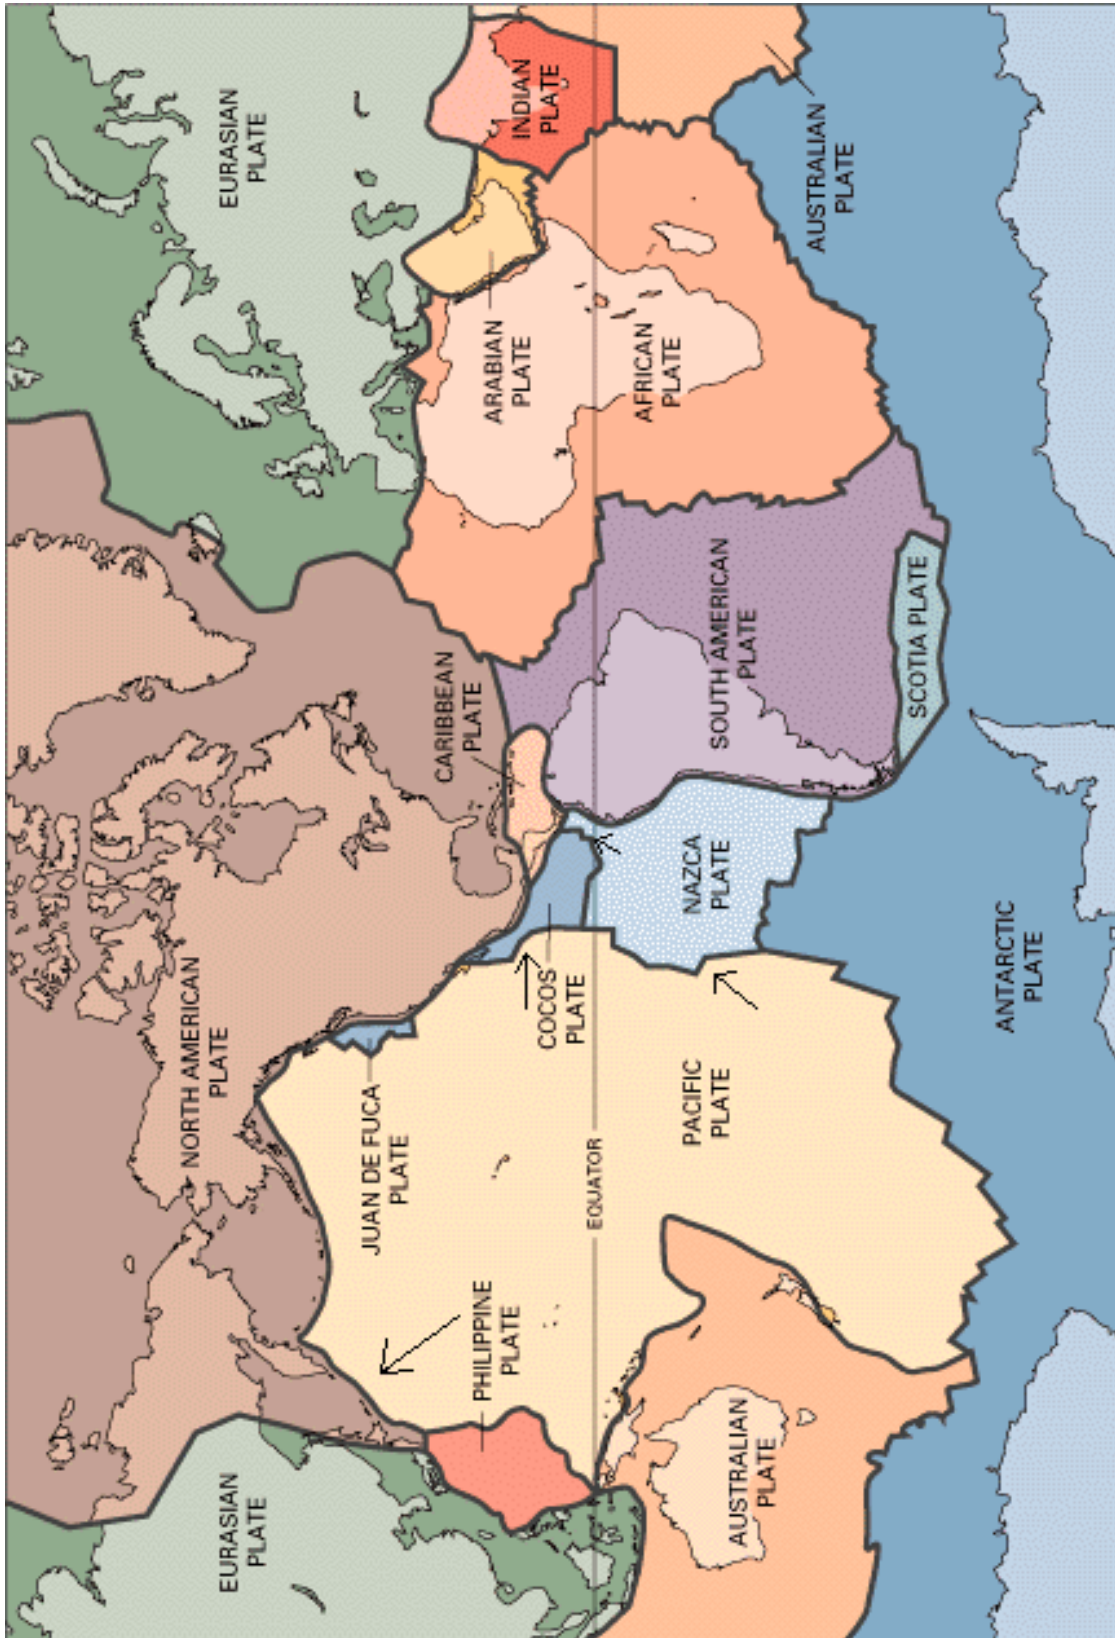 EURASIAN
PLATE
NORTH AMERICAN
PLATE
EURASIAN
PLATE
JUAN DE FUCA
PLATE
CARIBBEAN
PLATE
PHILIPPINE
PLATE
COCOS
PLATE
ARABIAN
PLATE
INDIAN
PLATE
EQUATOR
AUSTRALIAN
PLATE
PACIFIC
PLATE
NAZCA
PLATE
SOUTH AMERICAN
PLATE
AFRICAN
PLATE
AUSTRALIAN
PLATE
SCOTIA PLATE
ANTARCTIC
PLATE